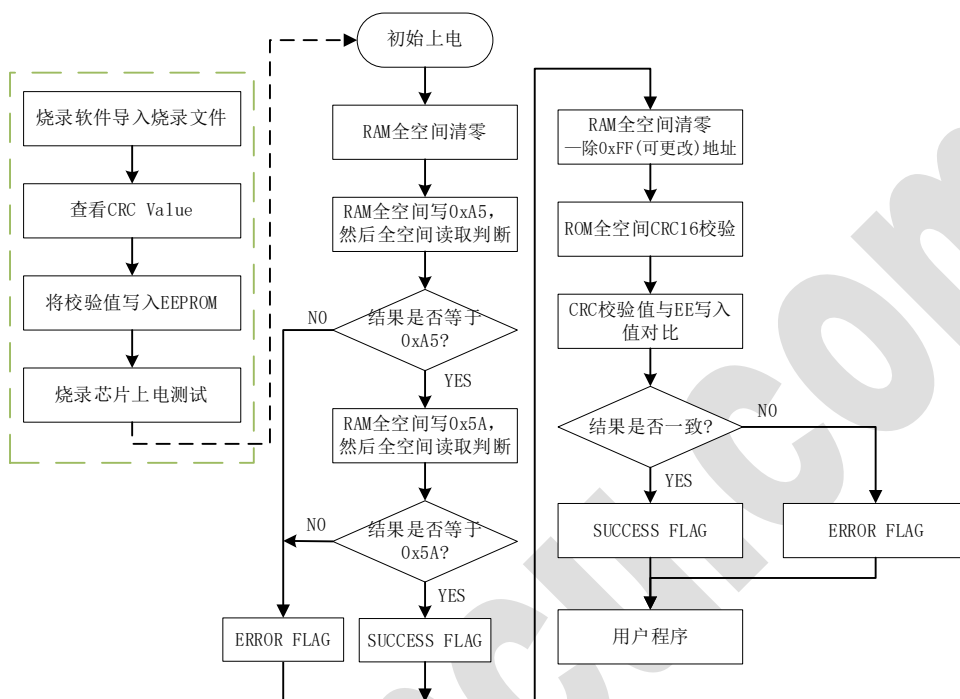 烧录软件导入烧录文件
查看CRC Value
将校验值写入EEPROM
烧录芯片上电测试
初始上电
RAM全空间清零
RAM全空间写0xA5，
然后全空间读取判断
结果是否等于
0xA5?
NO
YES
RAM全空间写0x5A，
然后全空间读取判断
结果是否等于
0x5A?
NO
YES
ERROR FLAG
SUCCESS FLAG
RAM全空间清零
—除0xFF(可更改)地址
ROM全空间CRC16校验
CRC校验值与EE写入
值对比
结果是否一致?
NO
YES
SUCCESS FLAG
ERROR FLAG
用户程序